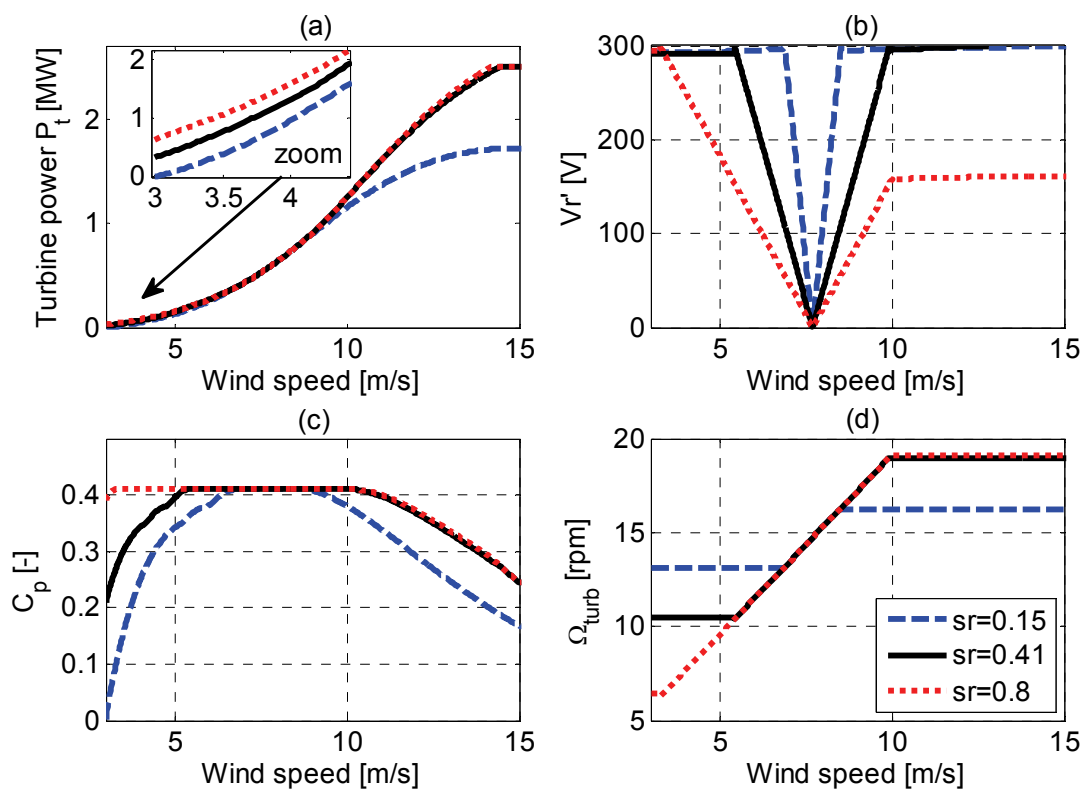 (a)
Turbine power P_t [MW]
2
1
0
2
1
0
3
3.5
4
zoom
5
10
15
Wind speed [m/s]
(b)
Vr' [V]
300
200
100
0
5
10
15
Wind speed [m/s]
(c)
C_p [-]
0.4
0.3
0.2
0.1
0
5
10
15
Wind speed [m/s]
(d)
Ω_turb [rpm]
20
15
10
5
5
10
15
sr=0.15
sr=0.41
sr=0.8
Wind speed [m/s]